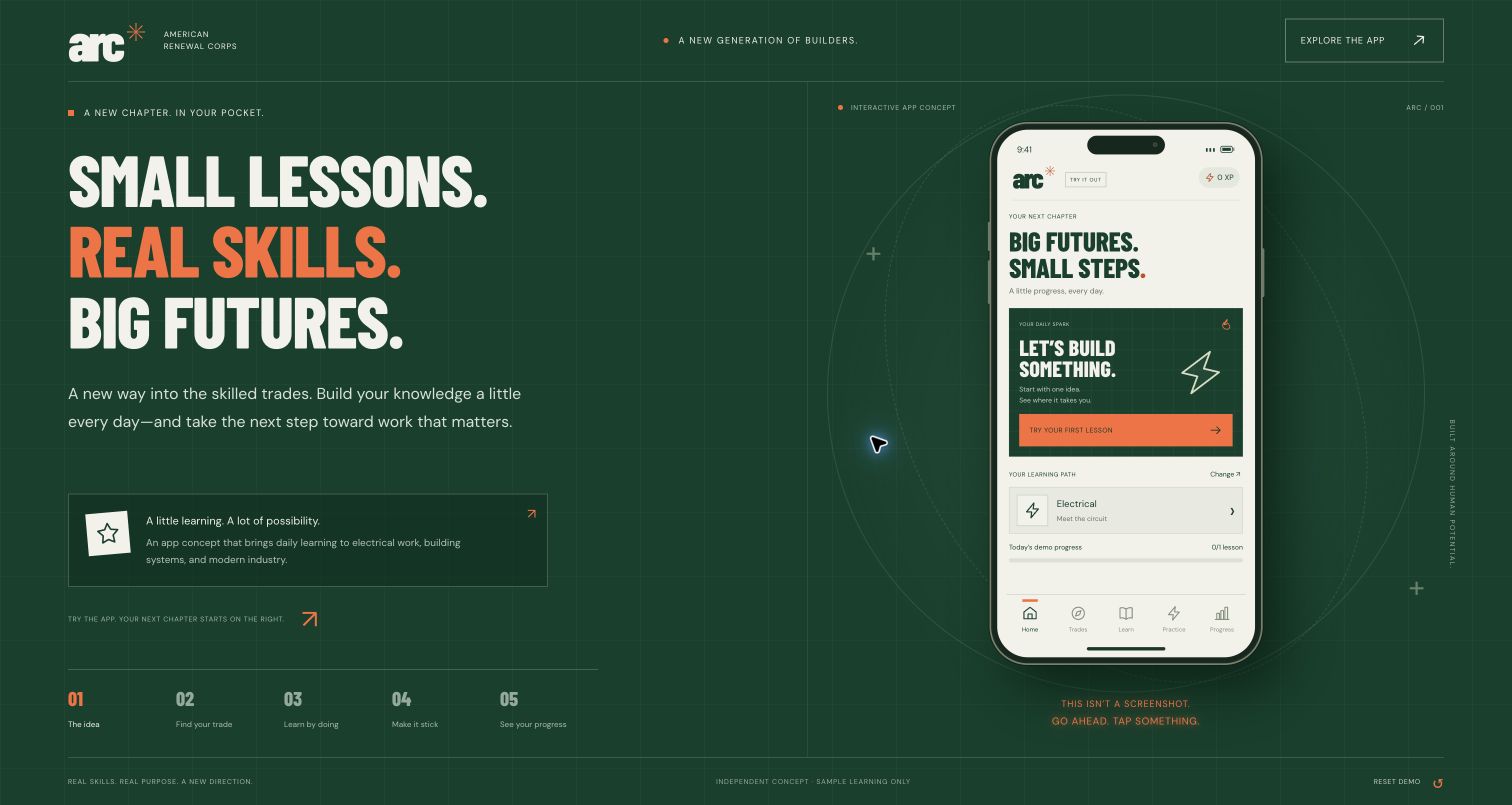 arc
AMERICAN
RENEWAL CORPS
A NEW GENERATION OF BUILDERS.
EXPLORE THE APP
A NEW CHAPTER. IN YOUR POCKET.
SMALL LESSONS.
REAL SKILLS.
BIG FUTURES.
A new way into the skilled trades. Build your knowledge a little
every day—and take the next step toward work that matters.
A little learning. A lot of possibility.
An app concept that brings daily learning to electrical work, building
systems, and modern industry.
TRY THE APP. YOUR NEXT CHAPTER STARTS ON THE RIGHT.
01
The idea
02
Find your trade
03
Learn by doing
04
Make it stick
05
See your progress
INTERACTIVE APP CONCEPT
ARC / 001
9:41
arc
TRY IT OUT
0 XP
YOUR NEXT CHAPTER
BIG FUTURES.
SMALL STEPS.
A little progress, every day.
YOUR DAILY SPARK
LET'S BUILD
SOMETHING.
Start with one idea.
See where it takes you.
TRY YOUR FIRST LESSON
YOUR LEARNING PATH
Change
Electrical
Meet the circuit
Today's demo progress
0/1 lesson
Home
Trades
Learn
Practice
Progress
BUILT AROUND HUMAN POTENTIAL.
THIS ISN'T A SCREENSHOT.
GO AHEAD. TAP SOMETHING.
REAL SKILLS. REAL PURPOSE. A NEW DIRECTION.
INDEPENDENT CONCEPT · SAMPLE LEARNING ONLY
RESET DEMO